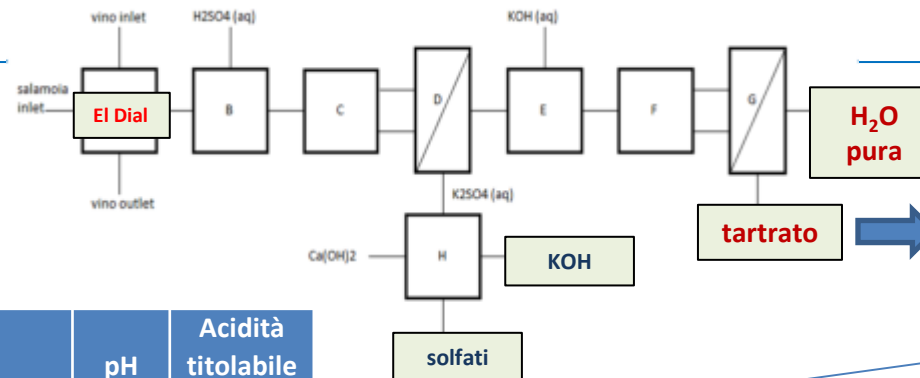 vino inlet
H2SO4 (aq)
KOH (aq)
salamoia
inlet
El Dial
B
C
D
E
F
G
H₂O
pura
vino outlet
K2SO4 (aq)
tartrato
Ca(OH)2
H
KOH
solfati
pH
Acidità
titolabile